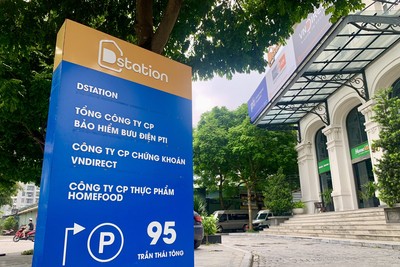 Dstation
DSTATION
TỔNG CÔNG TY CP
BẢO HIỂM BƯU ĐIỆN PTI
CÔNG TY CP CHỨNG KHOÁN
VNDIRECT
CÔNG TY CP THỰC PHẨM
HOMEFOOD
P
95
TRẦN THÁI TÔNG